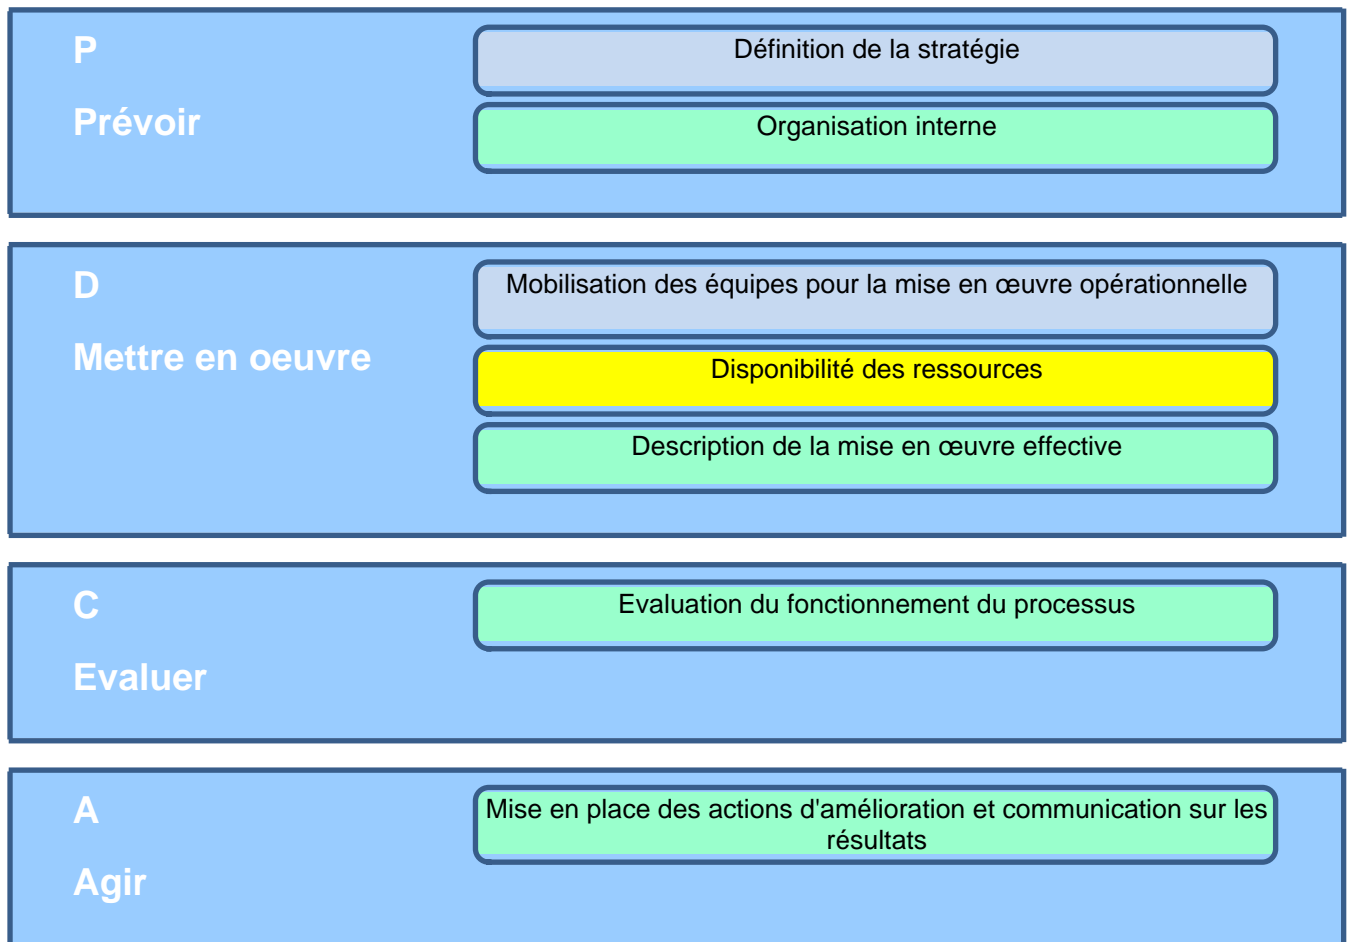 P
Prévoir
Définition de la stratégie
Organisation interne
D
Mettre en oeuvre
Mobilisation des équipes pour la mise en œuvre opérationnelle
Disponibilité des ressources
Description de la mise en œuvre effective
C
Evaluer
Evaluation du fonctionnement du processus
A
Agir
Mise en place des actions d'amélioration et communication sur les
résultats